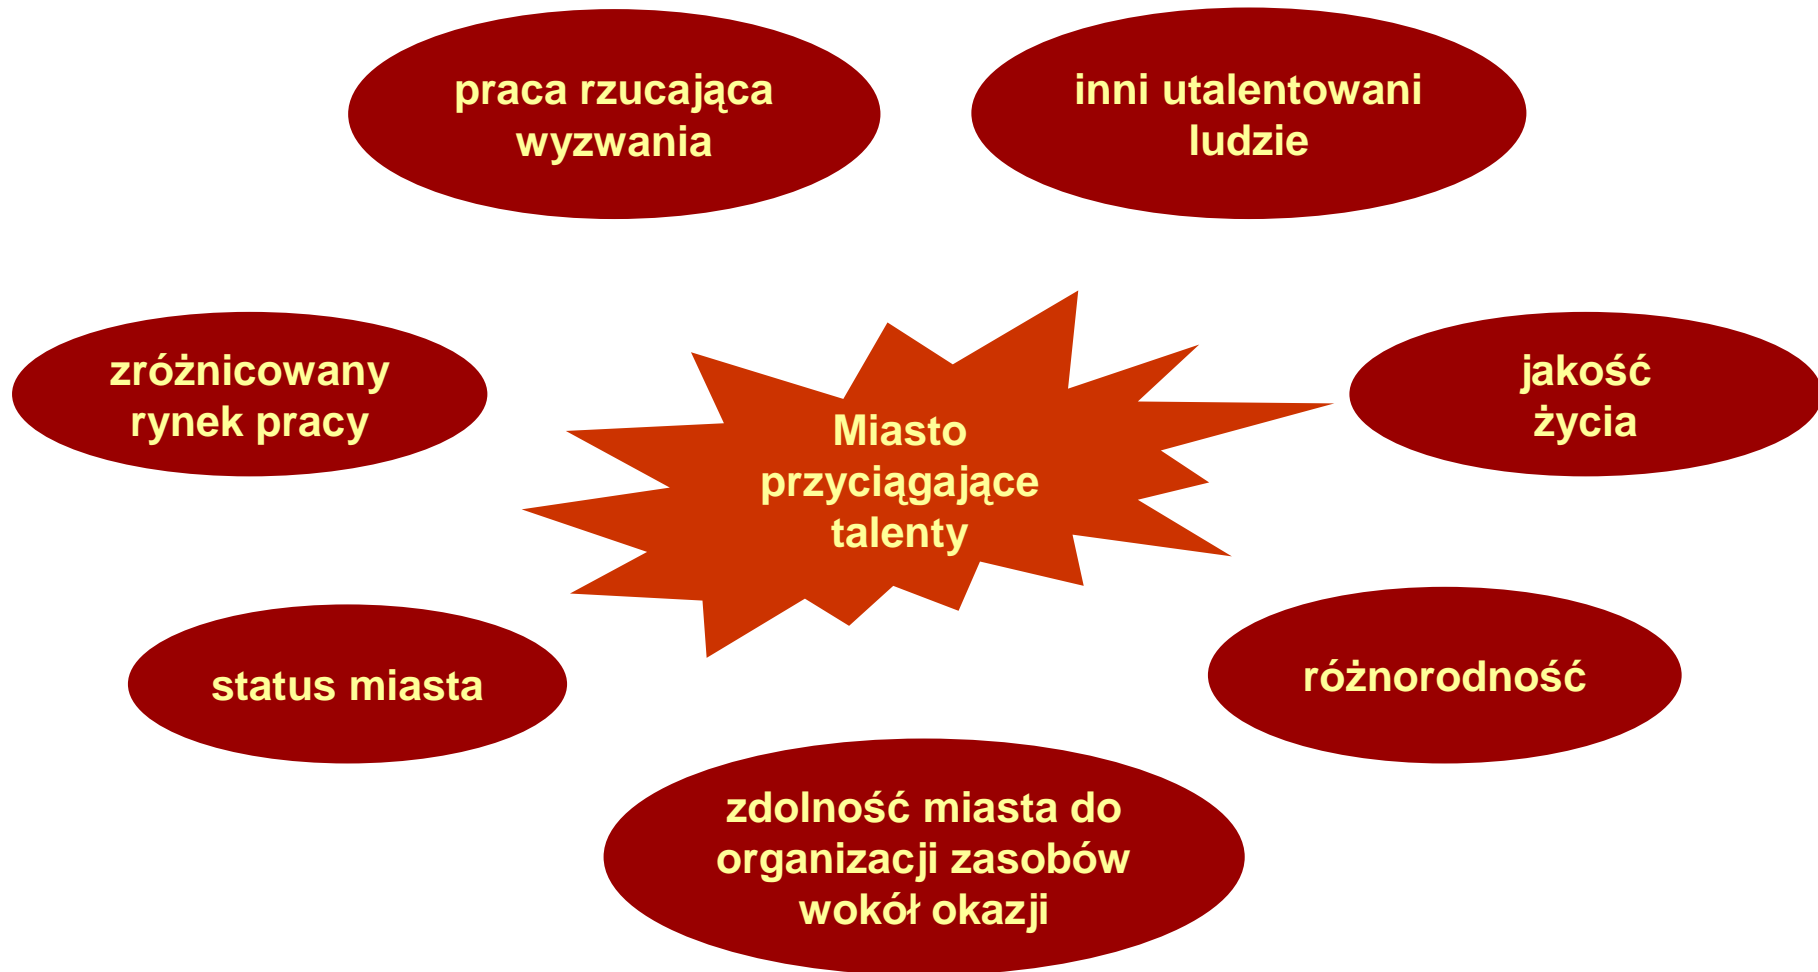 praca rzucająca
wyzwania
inni utalentowani
ludzie
zróżnicowany
rynek pracy
Miasto
przyciągające
talenty
jakość
życia
status miasta
różnorodność
zdolność miasta do
organizacji zasobów
wokół okazji